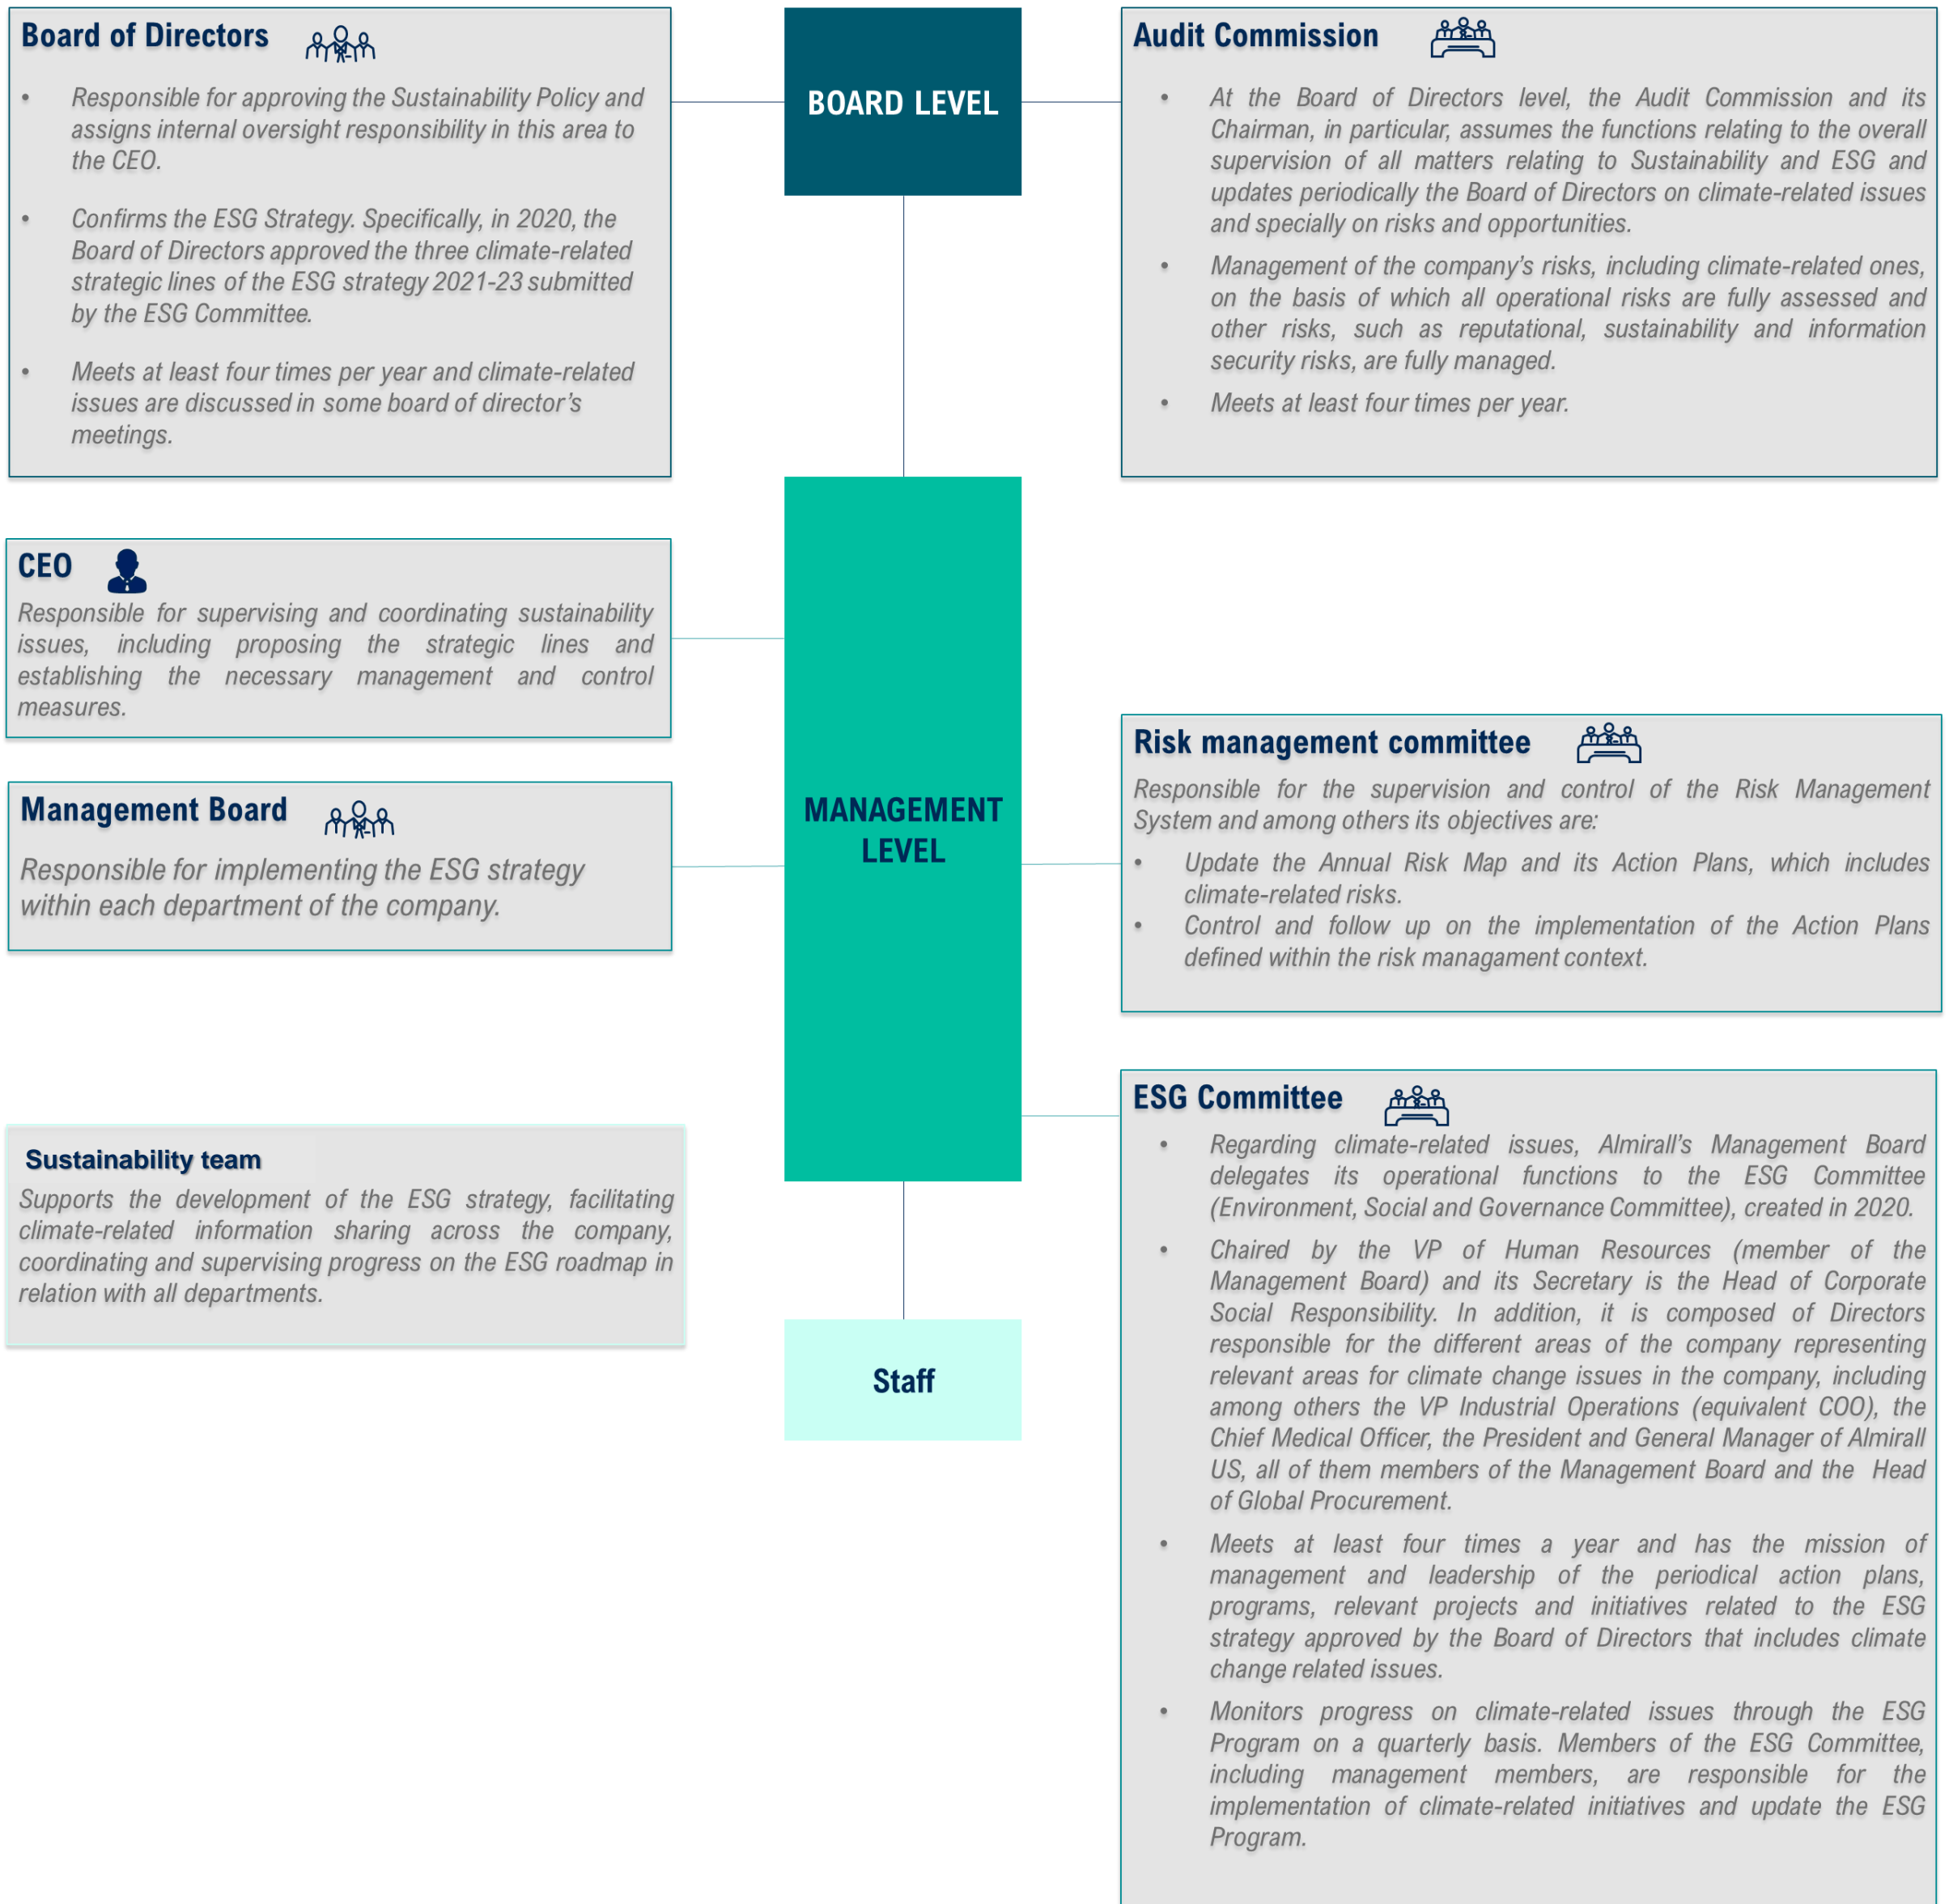 Board of Directors
• Responsible for approving the Sustainability Policy and
assigns internal oversight responsibility in this area to
the CEO.
• Confirms the ESG Strategy. Specifically, in 2020, the
Board of Directors approved the three climate-related
strategic lines of the ESG strategy 2021-23 submitted
by the ESG Committee.
• Meets at least four times per year and climate-related
issues are discussed in some board of director's
meetings.
BOARD LEVEL
Audit Commission
• At the Board of Directors level, the Audit Commission and its
Chairman, in particular, assumes the functions relating to the overall
supervision of all matters relating to Sustainability and ESG and
updates periodically the Board of Directors on climate-related issues
and specially on risks and opportunities.
• Management of the company's risks, including climate-related ones,
on the basis of which all operational risks are fully assessed and
other risks, such as reputational, sustainability and information
security risks, are fully managed.
• Meets at least four times per year.
CEO
Responsible for supervising and coordinating sustainability
issues, including proposing the strategic lines and
establishing the necessary management and control
measures.
Management Board
Responsible for implementing the ESG strategy
within each department of the company.
MANAGEMENT
LEVEL
Risk management committee
Responsible for the supervision and control of the Risk Management
System and among others its objectives are:
• Update the Annual Risk Map and its Action Plans, which includes
climate-related risks.
• Control and follow up on the implementation of the Action Plans
defined within the risk managament context.
Sustainability team
Supports the development of the ESG strategy, facilitating
climate-related information sharing across the company,
coordinating and supervising progress on the ESG roadmap in
relation with all departments.
Staff
ESG Committee
• Regarding climate-related issues, Almirall's Management Board
delegates its operational functions to the ESG Committee
(Environment, Social and Governance Committee), created in 2020.
• Chaired by the VP of Human Resources (member of the
Management Board) and its Secretary is the Head of Corporate
Social Responsibility. In addition, it is composed of Directors
responsible for the different areas of the company representing
relevant areas for climate change issues in the company, including
among others the VP Industrial Operations (equivalent COO), the
Chief Medical Officer, the President and General Manager of Almirall
US, all of them members of the Management Board and the Head
of Global Procurement.
• Meets at least four times a year and has the mission of
management and leadership of the periodical action plans,
programs, relevant projects and initiatives related to the ESG
strategy approved by the Board of Directors that includes climate
change related issues.
• Monitors progress on climate-related issues through the ESG
Program on a quarterly basis. Members of the ESG Committee,
including management members, are responsible for the
implementation of climate-related initiatives and update the ESG
Program.